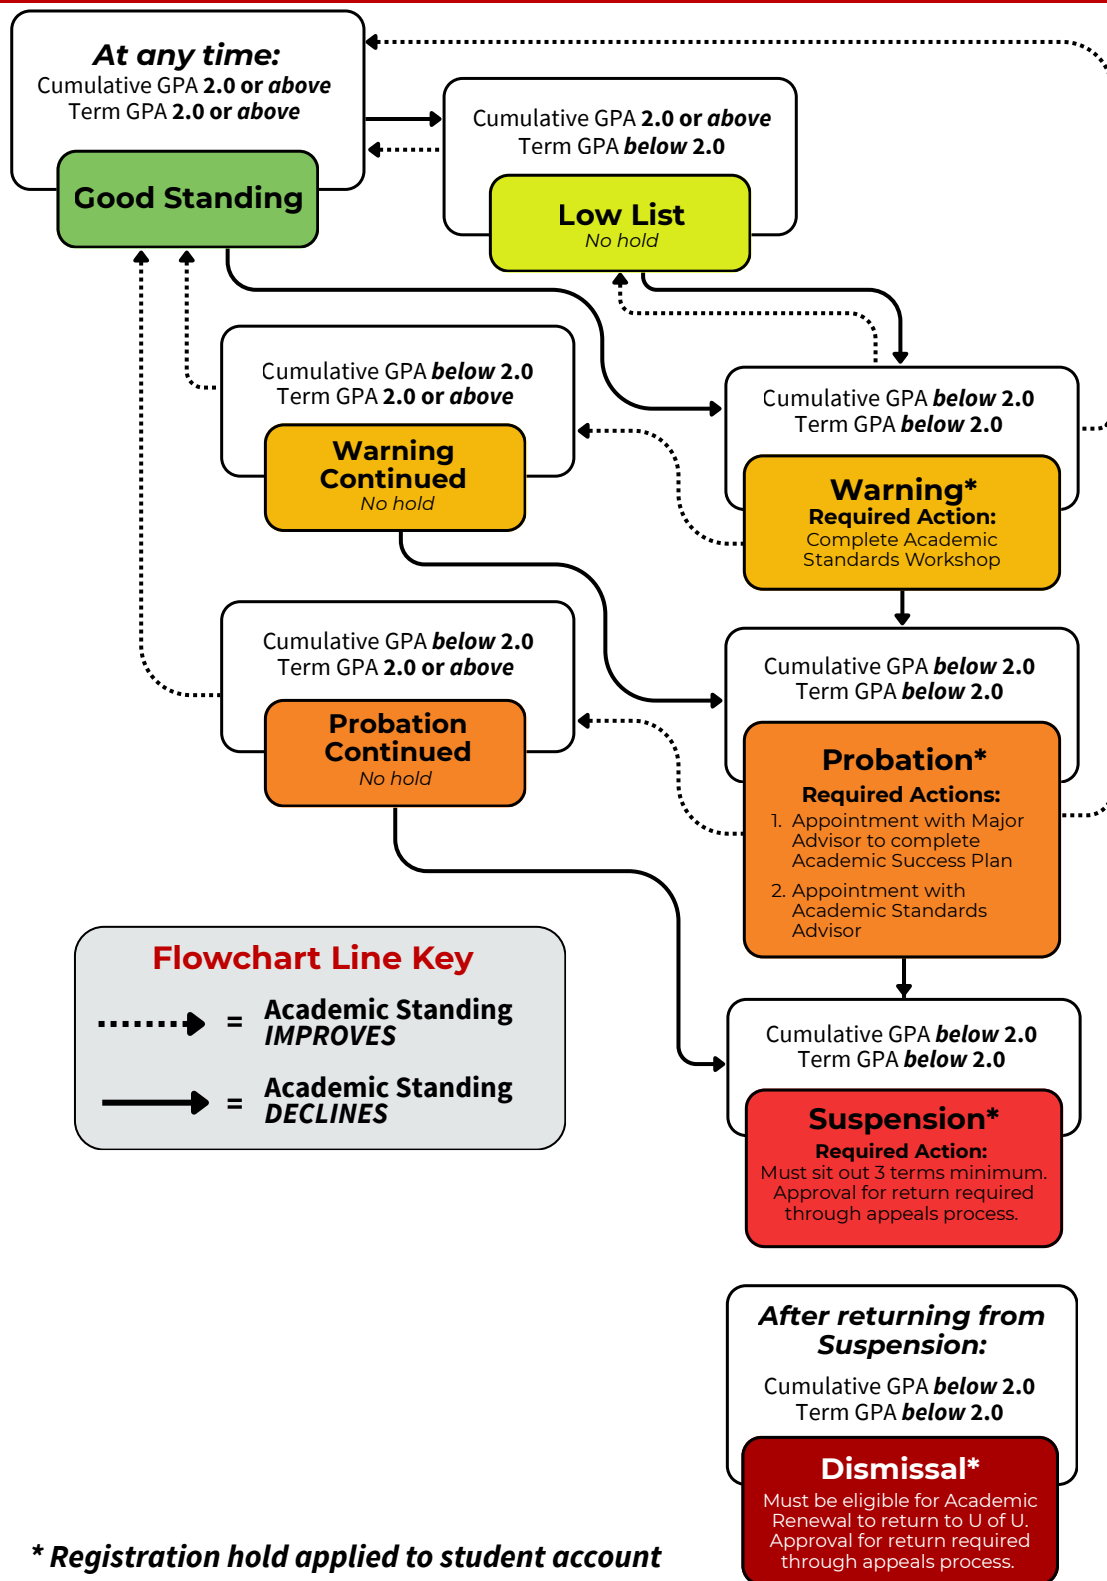 At any time:
Cumulative GPA 2.0 or above
Term GPA 2.0 or above
Good Standing
Cumulative GPA 2.0 or above
Term GPA below 2.0
Low List
No hold
Cumulative GPA below 2.0
Term GPA 2.0 or above
Warning
Continued
No hold
Cumulative GPA below 2.0
Term GPA below 2.0
Warning*
Required Action:
Complete Academic
Standards Workshop
Cumulative GPA below 2.0
Term GPA 2.0 or above
Probation
Continued
No hold
Cumulative GPA below 2.0
Term GPA below 2.0
Probation*
Required Actions:
1. Appointment with Major
Advisor to complete
Academic Success Plan
2. Appointment with
Academic Standards
Advisor
Flowchart Line Key
= Academic Standing
IMPROVES
= Academic Standing
DECLINES
Cumulative GPA below 2.0
Term GPA below 2.0
Suspension*
Required Action:
Must sit out 3 terms minimum.
Approval for return required
through appeals process.
After returning from
Suspension:
Cumulative GPA below 2.0
Term GPA below 2.0
Dismissal*
Must be eligible for Academic
Renewal to return to U of U.
Approval for return required
through appeals process.
* Registration hold applied to student account